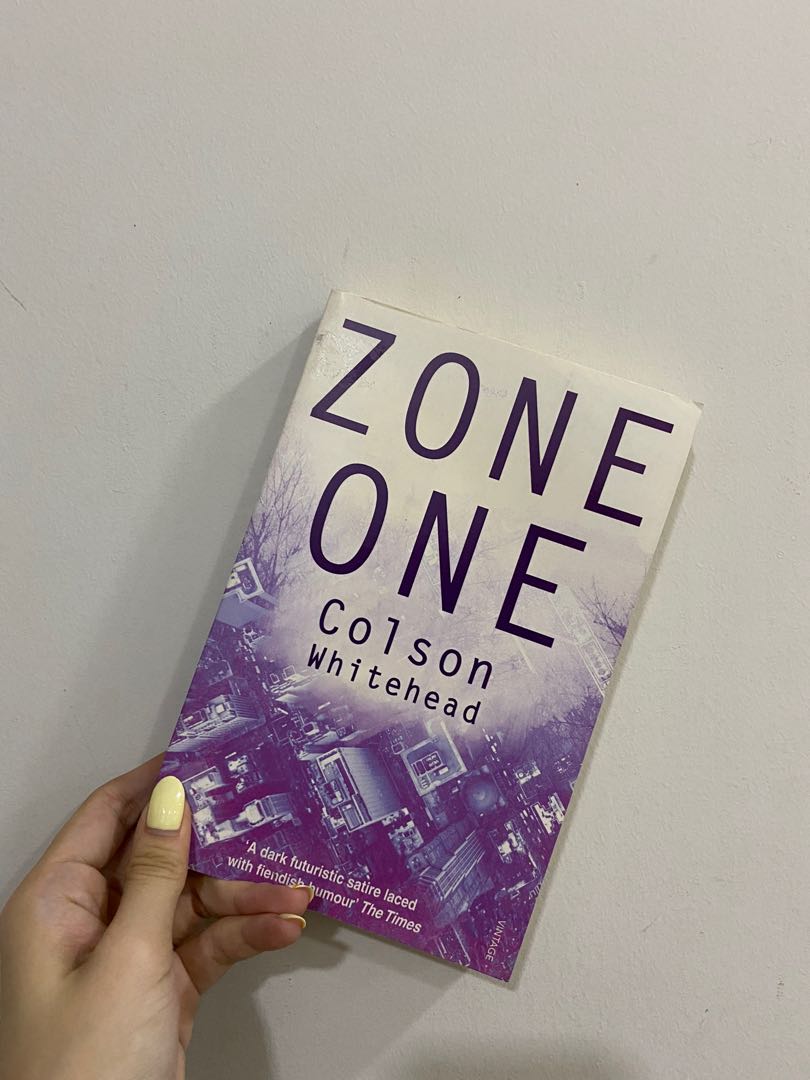 ZONE
ONE
Colson
Whitehead
'A dark futuristic satire laced
with fiendish humour' The Times
VINTAGE